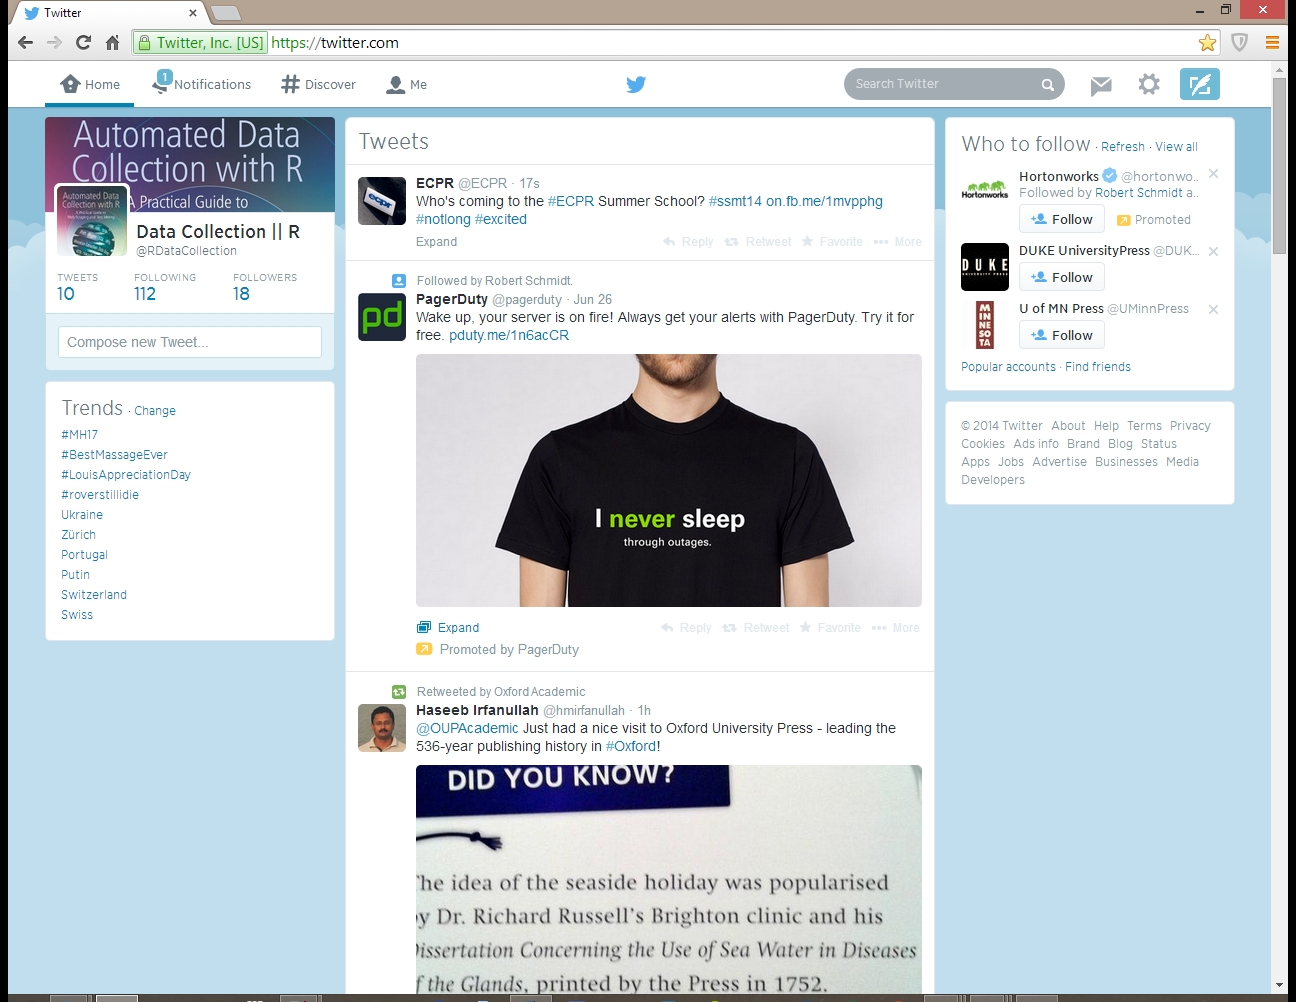 Twitter
Twitter, Inc. [US] https://twitter.com
Home 1 Notifications Discover Me Search Twitter
Automated Data
Collection with R
A Practical Guide to
Automated Data
Collection with R
Data Collection || R
@RDataCollection
TWEETS FOLLOWING FOLLOWERS
10 112 18
Compose new Tweet...
Trends · Change
#MH17
#BestMassageEver
#LouisAppreciationDay
#roverstillidie
Ukraine
Zürich
Portugal
Putin
Switzerland
Swiss
Tweets
ecpr
ECPR @ECPR · 17s
Who's coming to the #ECPR Summer School? #ssmt14 on.fb.me/1mvpphg
#notlong #excited
Expand Reply Retweet Favorite More
Followed by Robert Schmidt.
pd
PagerDuty @pagerduty · Jun 26
Wake up, your server is on fire! Always get your alerts with PagerDuty. Try it for
free. pduty.me/1n6acCR
I never sleep
through outages.
Expand Reply Retweet Favorite More
Promoted by PagerDuty
Retweeted by Oxford Academic
Haseeb Irfanullah @hmirfanullah · 1h
@OUPAcademic Just had a nice visit to Oxford University Press - leading the
536-year publishing history in #Oxford!
DID YOU KNOW?
he idea of the seaside holiday was popularised
y Dr. Richard Russell's Brighton clinic and his
issertation Concerning the Use of Sea Water in Diseases
f the Glands, printed by the Press in 1752.
Who to follow · Refresh · View all
Hortonworks
Hortonworks @hortonwo..
Followed by Robert Schmidt a..
Follow Promoted
DUKE
UNIVERSITY PRESS
DUKE UniversityPress @DUK...
Follow
MINNESOTA
U of MN Press @UMinnPress
Follow
Popular accounts · Find friends
© 2014 Twitter About Help Terms Privacy
Cookies Ads info Brand Blog Status
Apps Jobs Advertise Businesses Media
Developers